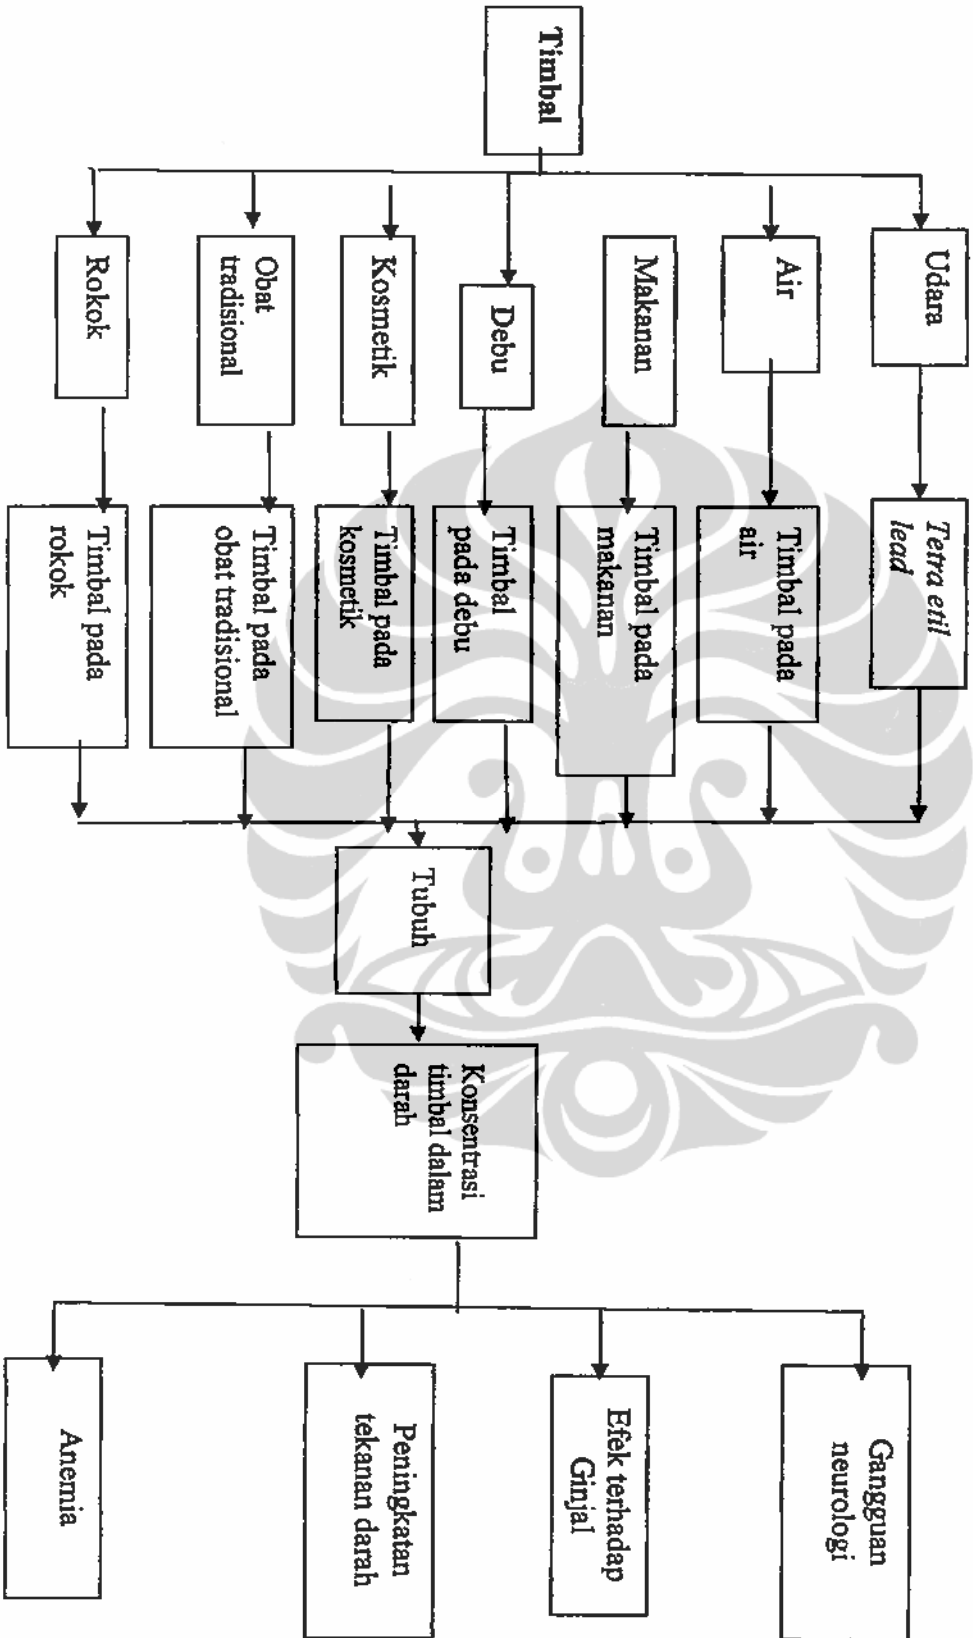 Timbal
Udara
Air
Makanan
Debu
Kosmetik
Obat
tradisional
Rokok
Tetra etil
lead
Timbal pada
air
Timbal pada
makanan
Timbal
pada debu
Timbal pada
kosmetik
Timbal pada
obat tradisional
Timbal pada
rokok
Tubuh
Konsentrasi
timbal dalam
darah
Gangguan
neurologi
Efek terhadap
Ginjal
Peningkatan
tekanan darah
Anemia